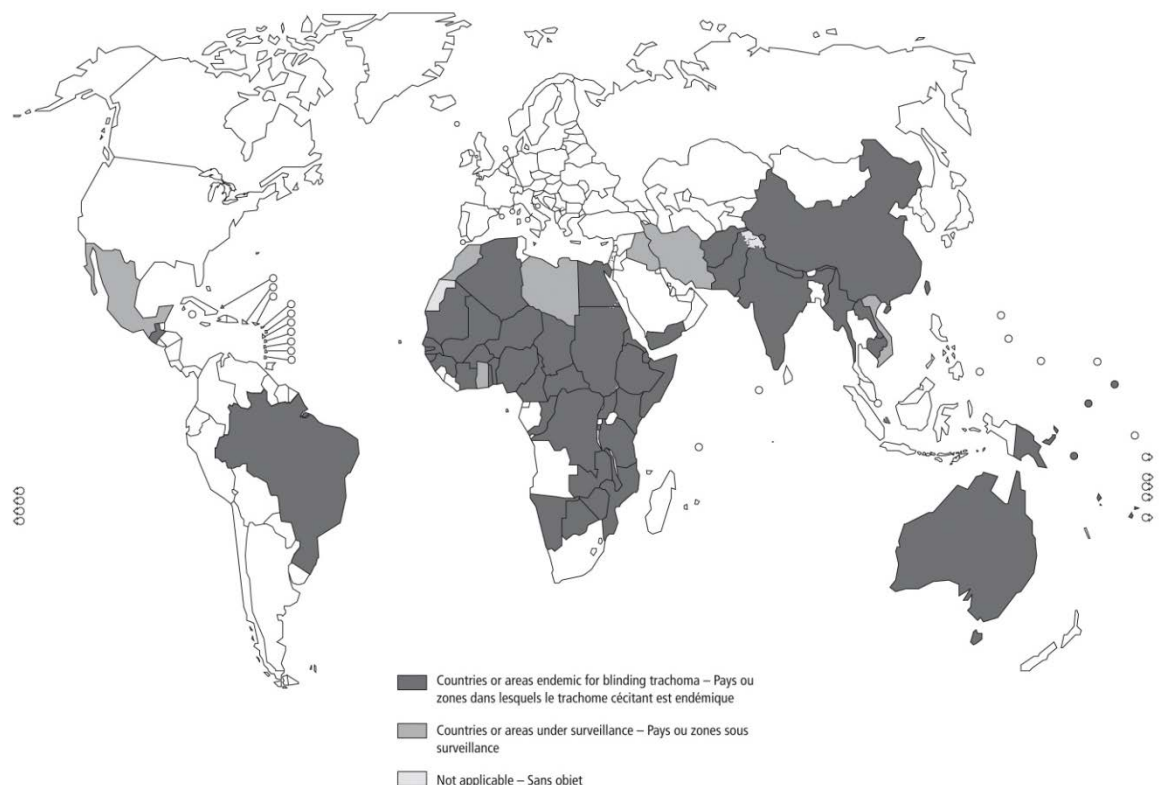 Countries or areas endemic for blinding trachoma – Pays ou
zones dans lesquels le trachome cécitant est endémique
Countries or areas under surveillance – Pays ou zones sous
surveillance
Not applicable – Sans objet